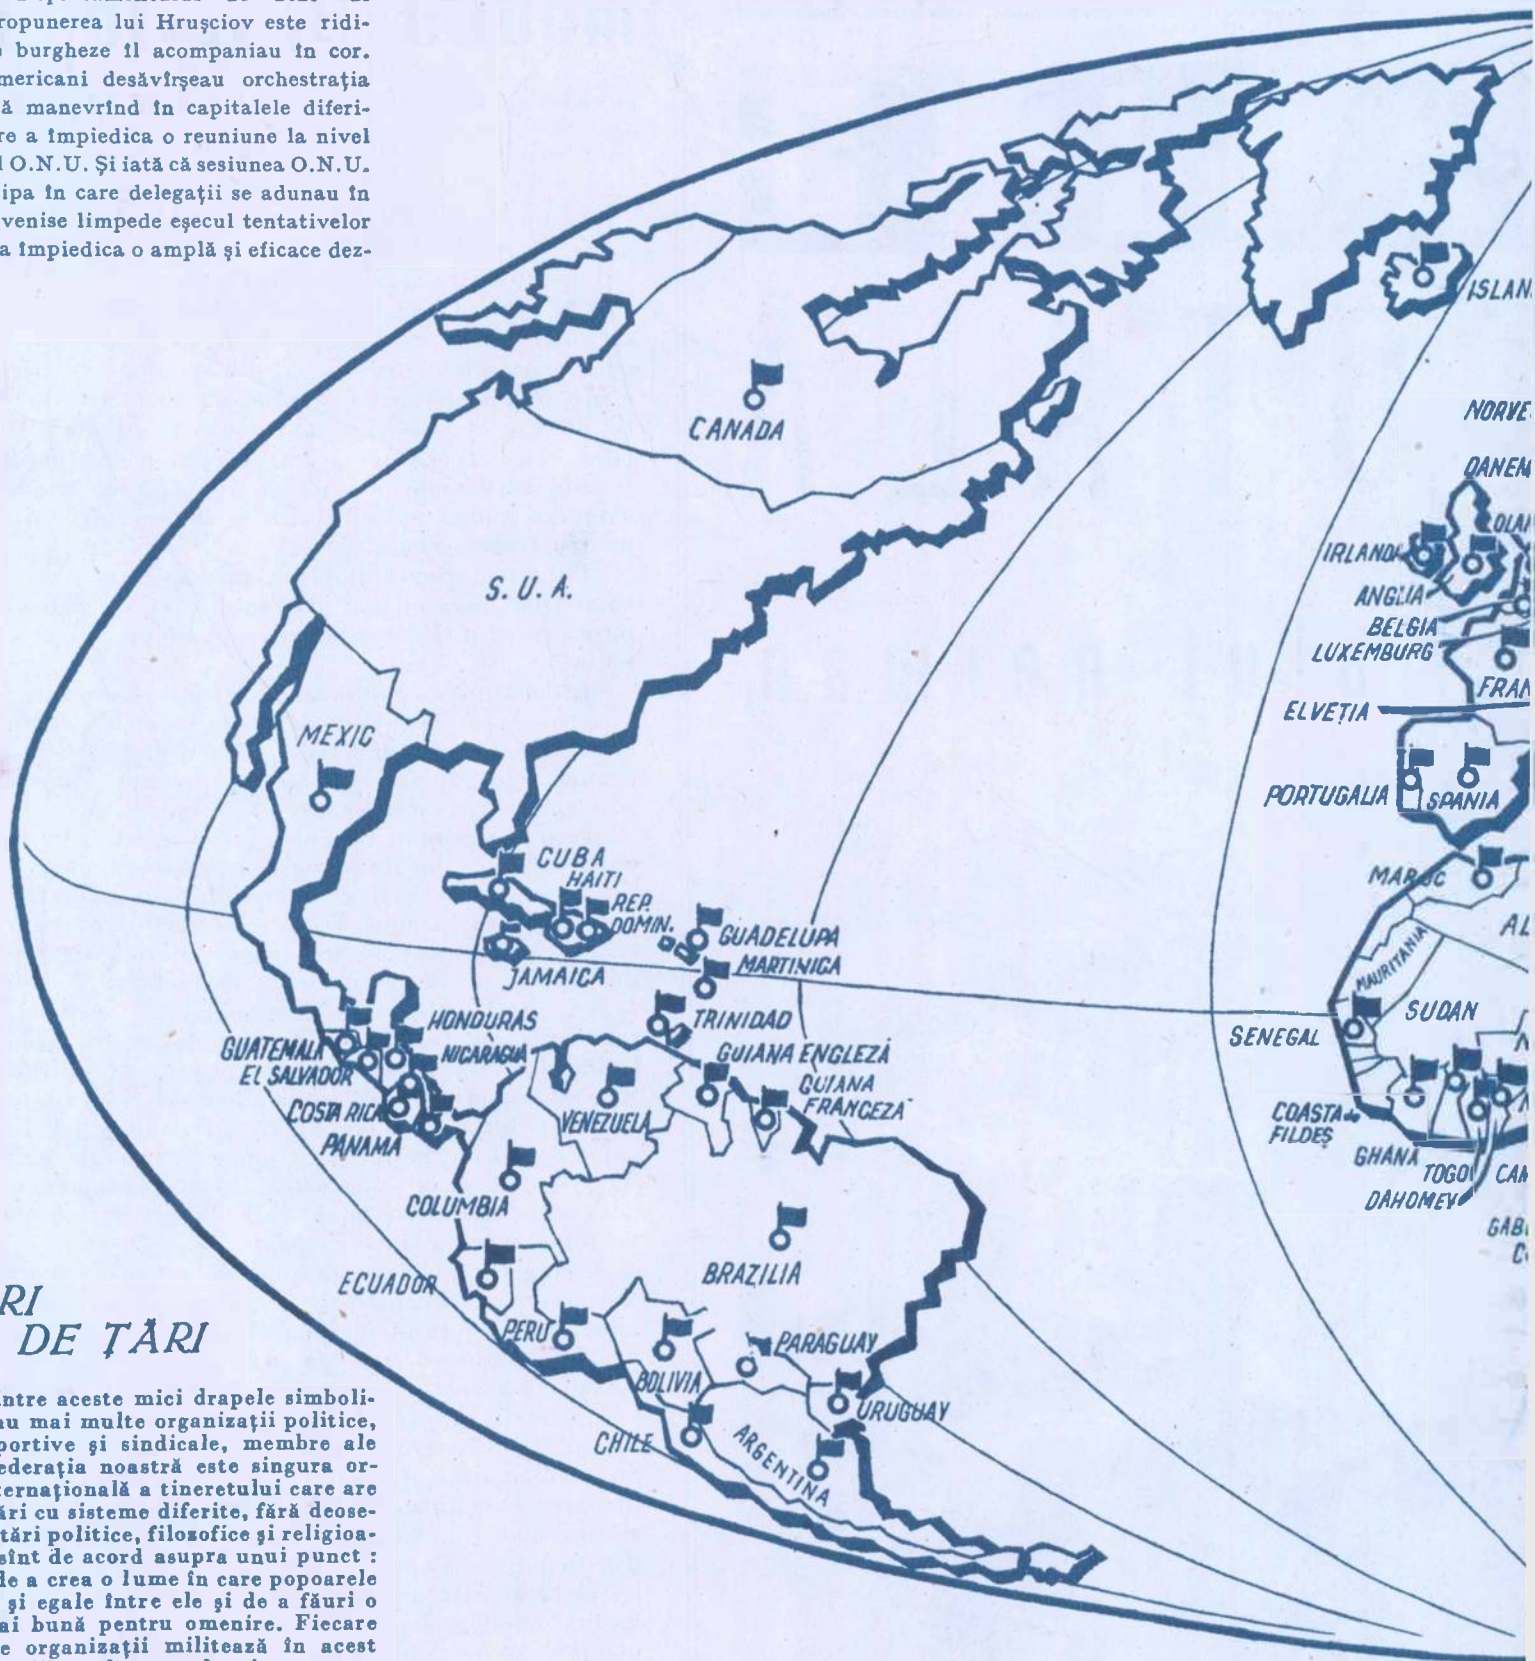 ropunerea lui Hrușciov este ridi-
burgheze îl acompaniau în cor.
mericani desăvîrșeau orchestrația
ă manevrînd în capitalele diferi-
re a împiedica o reuniune la nivel
l O.N.U. Și iată că sesiunea O.N.U.
ipa în care delegații se adunau în
venise limpede eșecul tentativelor
a împiedica o amplă și eficace dez-
RI
DE ȚĂRI
intre aceste mici drapele simboli-
au mai multe organizații politice,
portive și sindicale, membre ale
ederația noastră este singura or-
ternațională a tineretului care are
ări cu sisteme diferite, fără deose-
tări politice, filozofice și religioa-
sînt de acord asupra unui punct :
de a crea o lume în care popoarele
și egale între ele și de a făuri o
ai bună pentru omenire. Fiecare
e organizații militează în acest
CANADA
S.U.A.
MEXIC
CUBA
HAITI
REP.
DOMIN.
JAMAICA
GUADELUPA
MARTINICA
TRINIDAD
HONDURAS
GUATEMALA
NICARAGUA
EL SALVADOR
COSTA RICA
PANAMA
VENEZUELA
GUIANA ENGLEZĂ
GUIANA
FRANCEZĂ
COLUMBIA
ECUADOR
PERU
BRAZILIA
BOLIVIA
PARAGUAY
URUGUAY
CHILE
ARGENTINA
ISLAN
NORVE
DANEM
OLAN
IRLANDA
ANGLIA
BELGIA
LUXEMBURG
FRAN
ELVEȚIA
PORTUGALIA
SPANIA
MAROC
AL
MAURITANIA
SUDAN
SENEGAL
COASTA de
FILDEȘ
GHANA
TOGO
CAM
DAHOMEY
GAB